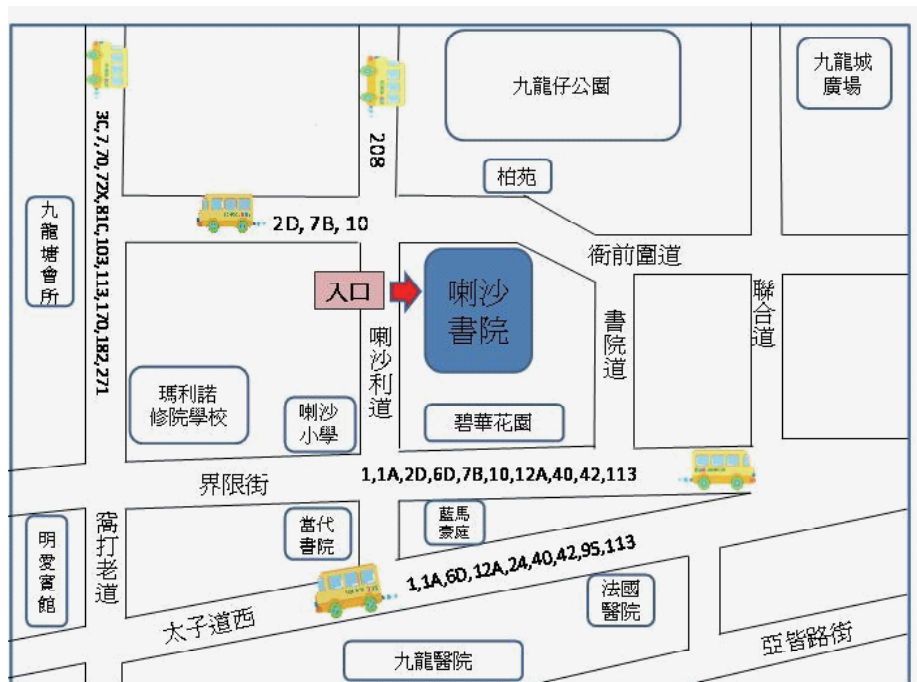 九龍城
廣場
九龍仔公園
208
柏苑
3C,7,70,72X,81C,103,113,170,182,271
九龍塘會所
2D, 7B, 10
衙前圍道
入口
喇沙
書院
聯合道
書院道
喇沙利道
瑪利諾
修院學校
喇沙
小學
碧華花園
界限街
1,1A,2D,6D,7B,10,12A,40,42,113
窩打老道
明愛賓館
當代
書院
藍馬
豪庭
1,1A,6D,12A,24,40,42,95,113
太子道西
法國
醫院
亞皆路街
九龍醫院